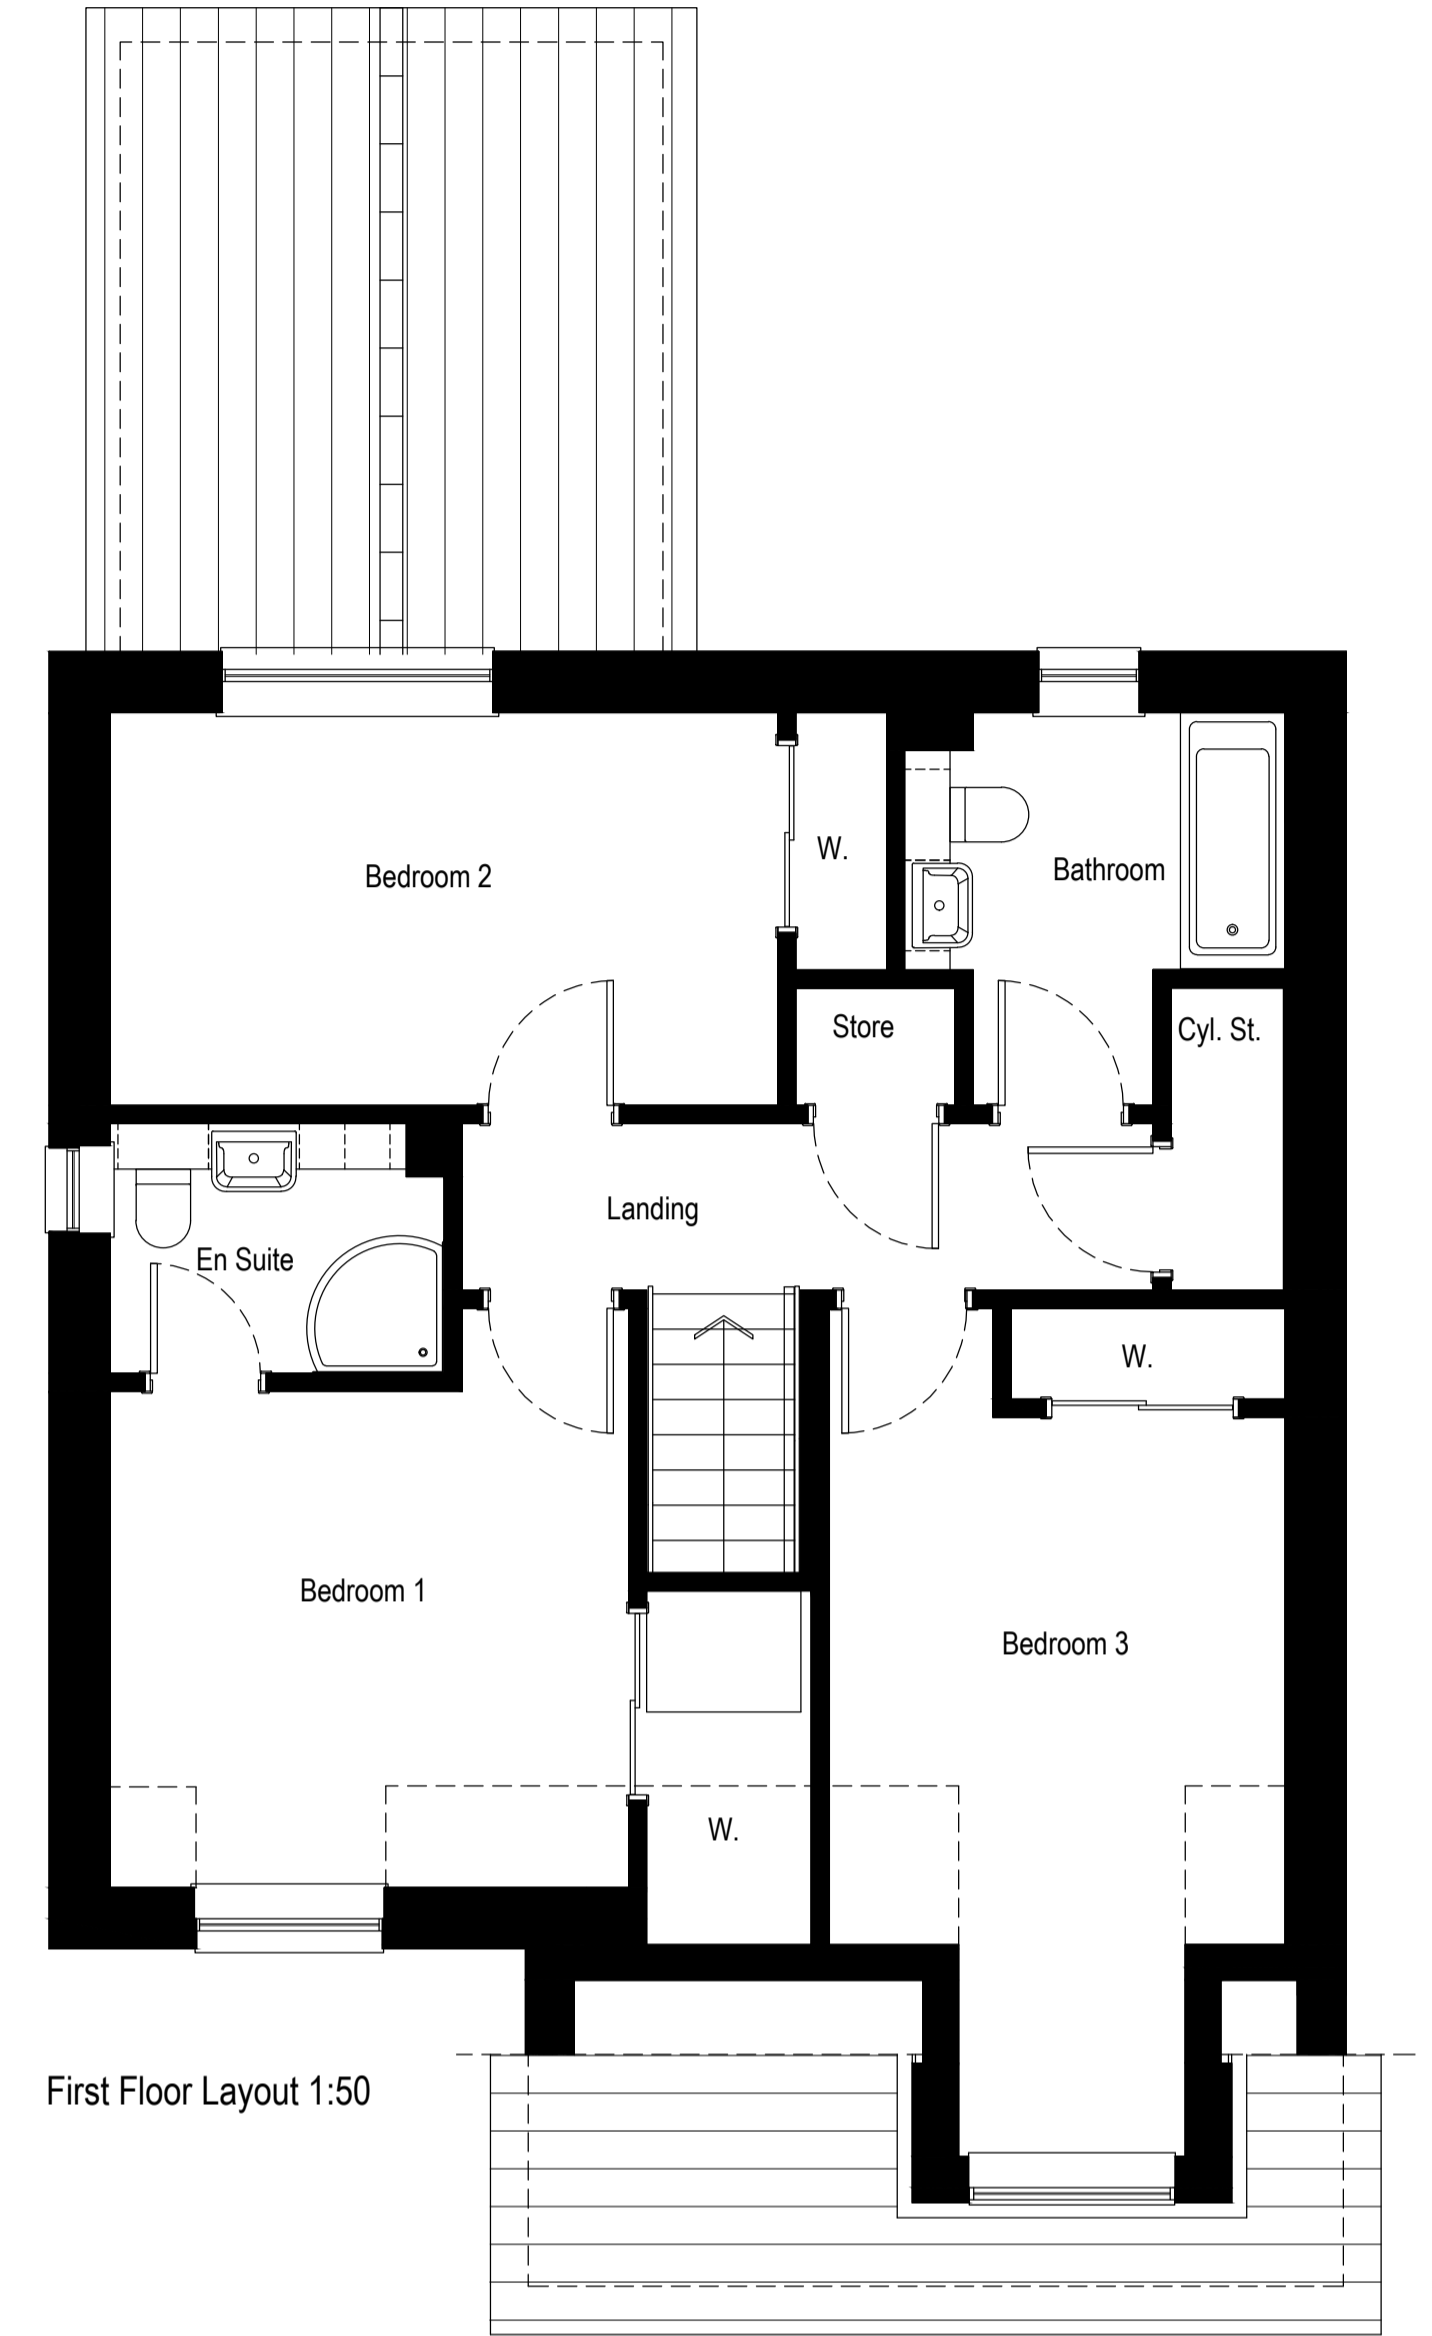 W.
Bedroom 2
Bathroom
Store
Cyl. St.
Landing
En Suite
W.
Bedroom 1
Bedroom 3
W.
First Floor Layout 1:50